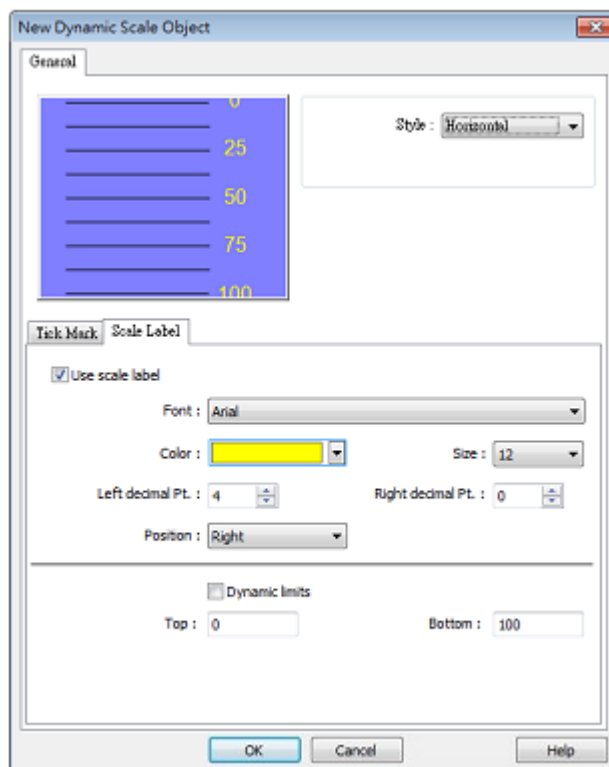 New Dynamic Scale Object
General
0
25
50
75
100
Style : Horizontal
Tick Mark Scale Label
Use scale label
Font : Arial
Color : Size : 12
Left decimal Pt. : 4 Right decimal Pt. : 0
Position : Right
Dynamic limits
Top : 0 Bottom : 100
OK Cancel Help